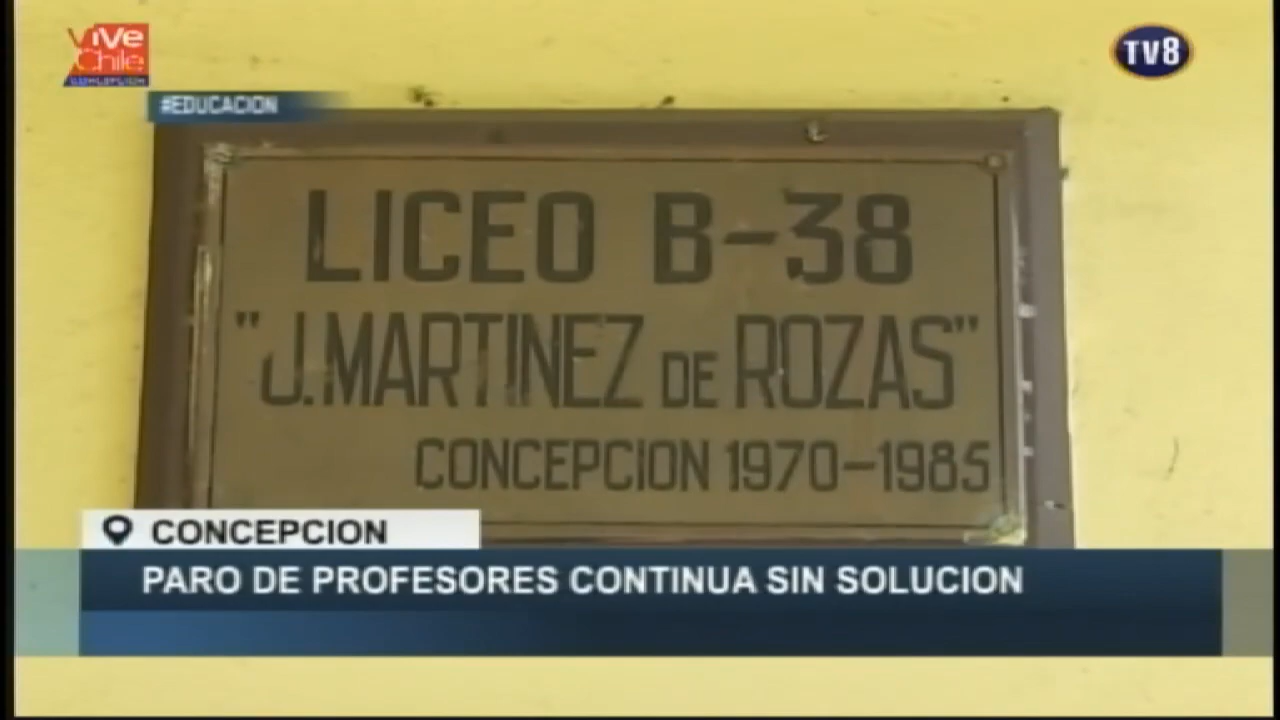 ViVe
Chile
CONCEPCION
TV8
#EDUCACION
LICEO B-38
"J.MARTINEZ DE ROZAS"
CONCEPCION 1970-1985
CONCEPCION
PARO DE PROFESORES CONTINUA SIN SOLUCION